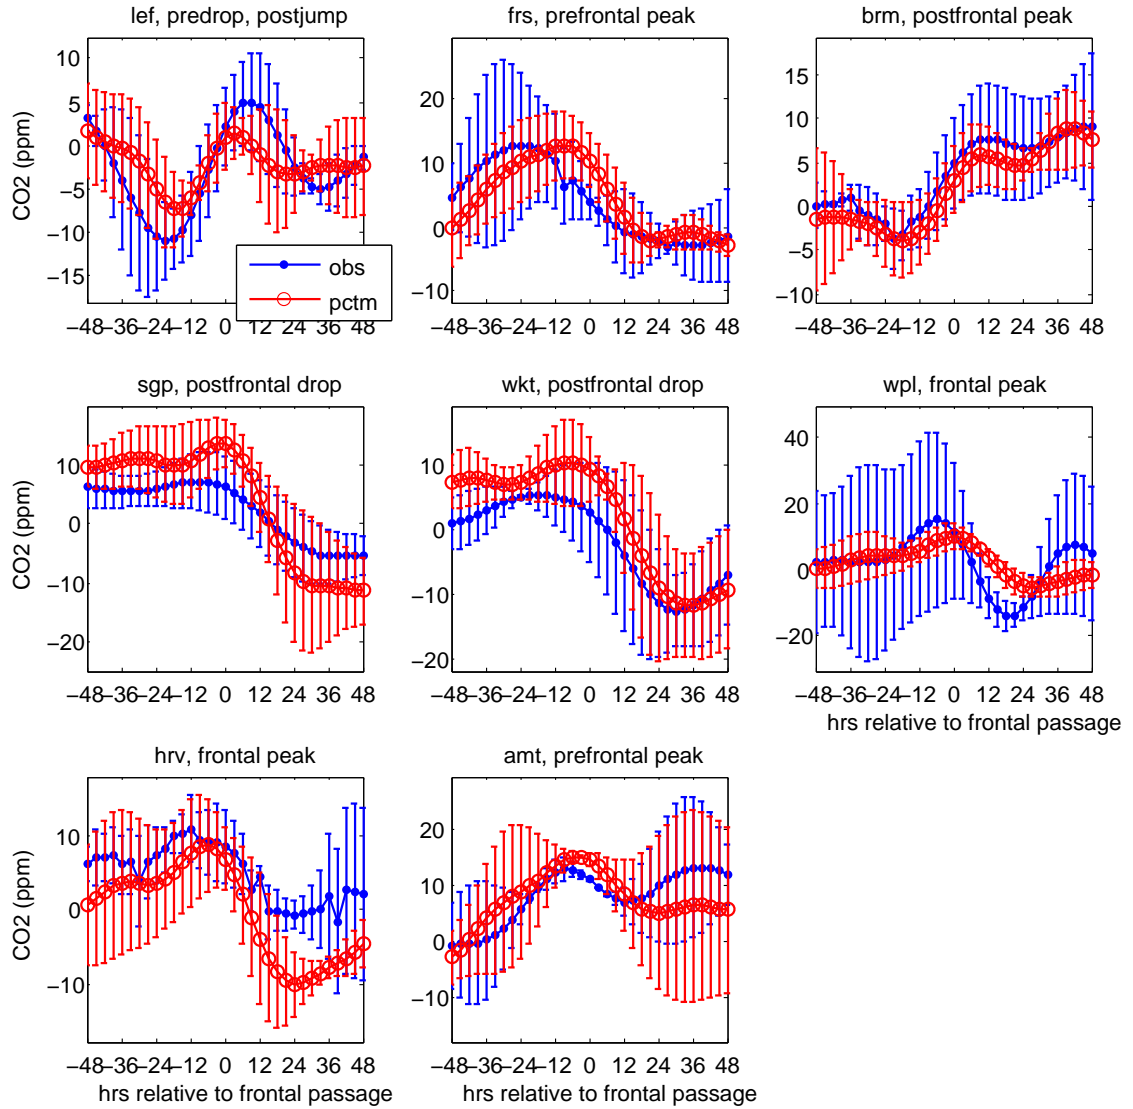 lef, predrop, postjump
frs, prefrontal peak
brm, postfrontal peak
CO2 (ppm)
10
5
0
−5
−10
−15
20
10
0
−10
15
10
5
0
−5
−10
obs
pctm
−48−36−24−12 0 12 24 36 48
−48−36−24−12 0 12 24 36 48
−48−36−24−12 0 12 24 36 48
sgp, postfrontal drop
wkt, postfrontal drop
wpl, frontal peak
CO2 (ppm)
10
0
−10
−20
10
0
−10
−20
40
20
0
−20
−48−36−24−12 0 12 24 36 48
−48−36−24−12 0 12 24 36 48
−48−36−24−12 0 12 24 36 48
hrs relative to frontal passage
hrv, frontal peak
amt, prefrontal peak
CO2 (ppm)
10
0
−10
20
10
0
−10
−48−36−24−12 0 12 24 36 48
−48−36−24−12 0 12 24 36 48
hrs relative to frontal passage
hrs relative to frontal passage